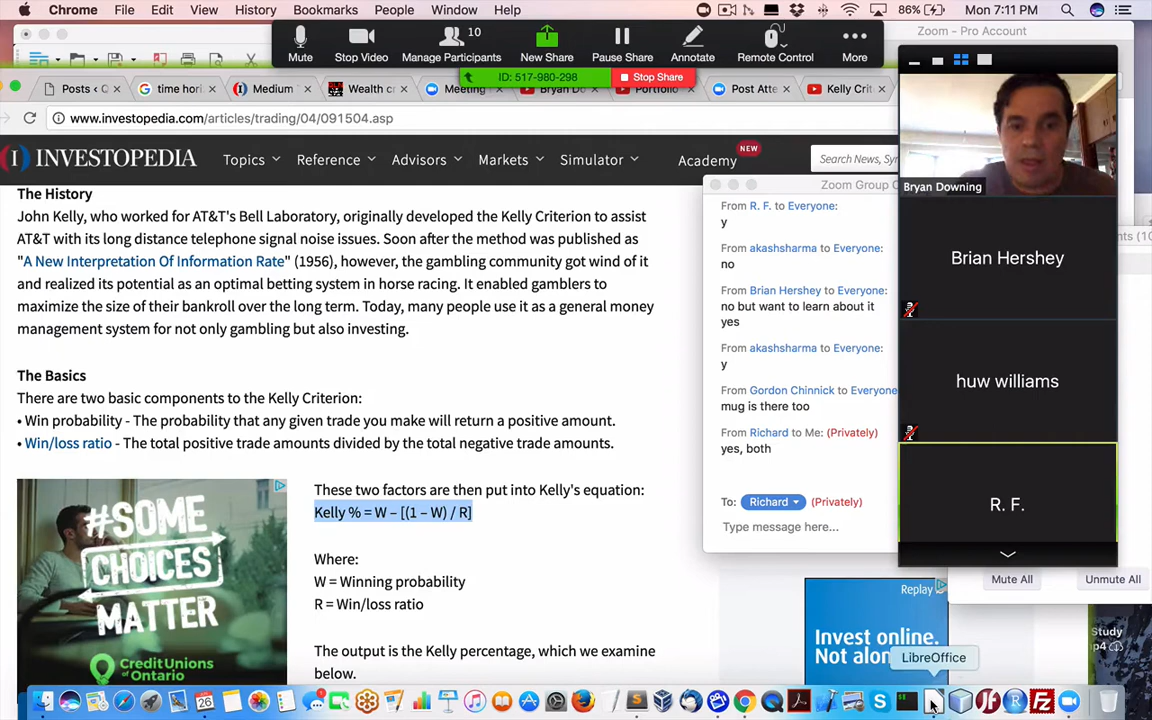 Chrome File Edit View History Bookmarks People Window Help 86% Mon 7:11 PM
Zoom - Pro Account
10
Mute Stop Video Manage Participants New Share Pause Share Annotate Remote Control More
ID: 517-980-298 Stop Share
Posts ‹ time hori Medium Wealth c Meeting Bryan Do Portfolio Post Atte Kelly Crit
www.investopedia.com/articles/trading/04/091504.asp
INVESTOPEDIA Topics Reference Advisors Markets Simulator Academy NEW Search News, Syr
The History
John Kelly, who worked for AT&T's Bell Laboratory, originally developed the Kelly Criterion to assist
AT&T with its long distance telephone signal noise issues. Soon after the method was published as
"A New Interpretation Of Information Rate" (1956), however, the gambling community got wind of it
and realized its potential as an optimal betting system in horse racing. It enabled gamblers to
maximize the size of their bankroll over the long term. Today, many people use it as a general money
management system for not only gambling but also investing.
The Basics
There are two basic components to the Kelly Criterion:
• Win probability - The probability that any given trade you make will return a positive amount.
• Win/loss ratio - The total positive trade amounts divided by the total negative trade amounts.
These two factors are then put into Kelly's equation:
Kelly % = W – [(1 – W) / R]
Where:
W = Winning probability
R = Win/loss ratio
The output is the Kelly percentage, which we examine
below.
#SOME
CHOICES
MATTER
Credit Unions
of Ontario
Zoom Group C
From R. F. to Everyone:
y
From akashsharma to Everyone:
no
From Brian Hershey to Everyone:
no but want to learn about it
yes
From akashsharma to Everyone:
y
From Gordon Chinnick to Everyone
mug is there too
From Richard to Me: (Privately)
yes, both
To: Richard (Privately)
Type message here...
Bryan Downing
Brian Hershey
huw williams
R. F.
nts (10
Mute All Unmute All
Replay
Invest online.
Not alon
LibreOffice
Study
mp4
26